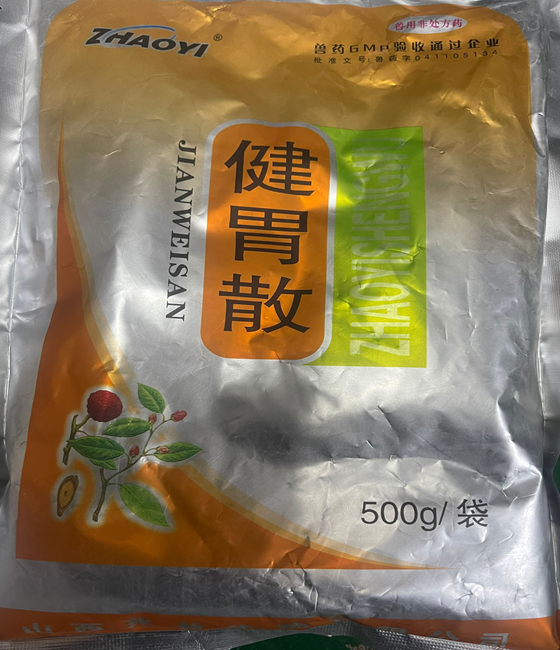 ZHAOYI®
兽用非处方药
兽药GMP验收通过企业
批准文号:兽药字041105134
JIANWEISAN
健胃散
ZHAOYISHENGWU
500g/袋